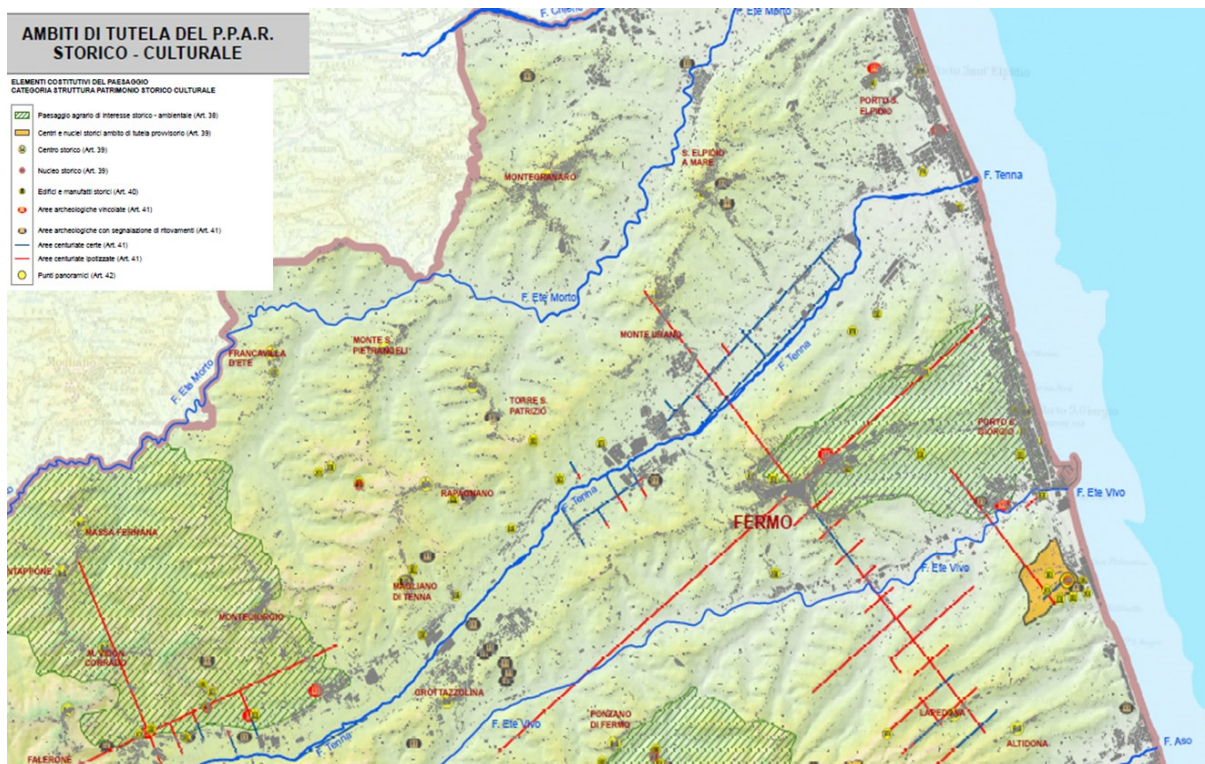 AMBITI DI TUTELA DEL P.P.A.R.
STORICO - CULTURALE
ELEMENTI COSTITUTIVI DEL PAESAGGIO
CATEGORIA STRUTTURA PATRIMONIO STORICO CULTURALE
Paesaggio agrario di interesse storico - ambientale (Art. 38)
Centri e nuclei storici ambito di tutela provvisorio (Art. 39)
Centro storico (Art. 39)
Nucleo storico (Art. 39)
Edifici e manufatti storici (Art. 40)
Aree archeologiche vincolate (Art. 41)
Aree archeologiche con segnalazione di ritovamenti (Art. 41)
Aree centuriate certe (Art. 41)
Aree centuriate ipotizzate (Art. 41)
Punti panoramici (Art. 42)
F. Chienti
F. Ete Morto
PORTO S.
ELPIDIO
S. ELPIDIO
A MARE
MONTEGRANARO
F. Tenna
F. Ete Morto
MONTE URANO
F. Tenna
FRANCAVILLA
D'ETE
MONTE S.
PIETRANGELI
F. Ete Morto
TORRE S.
PATRIZIO
PORTO S.
GIORGIO
RAPAGNANO
F. Tenna
F. Ete Vivo
FERMO
MASSA FERMANA
NTAPPONE
F. Ete Vivo
MAGLIANO
DI TENNA
MONTEGIORGIO
M. VIDON
CORRADO
GROTTAZZOLINA
F. Ete Vivo
PONZANO
DI FERMO
LAPEDONA
ALTIDONA
F. Aso
F. Tenna
FALERONE